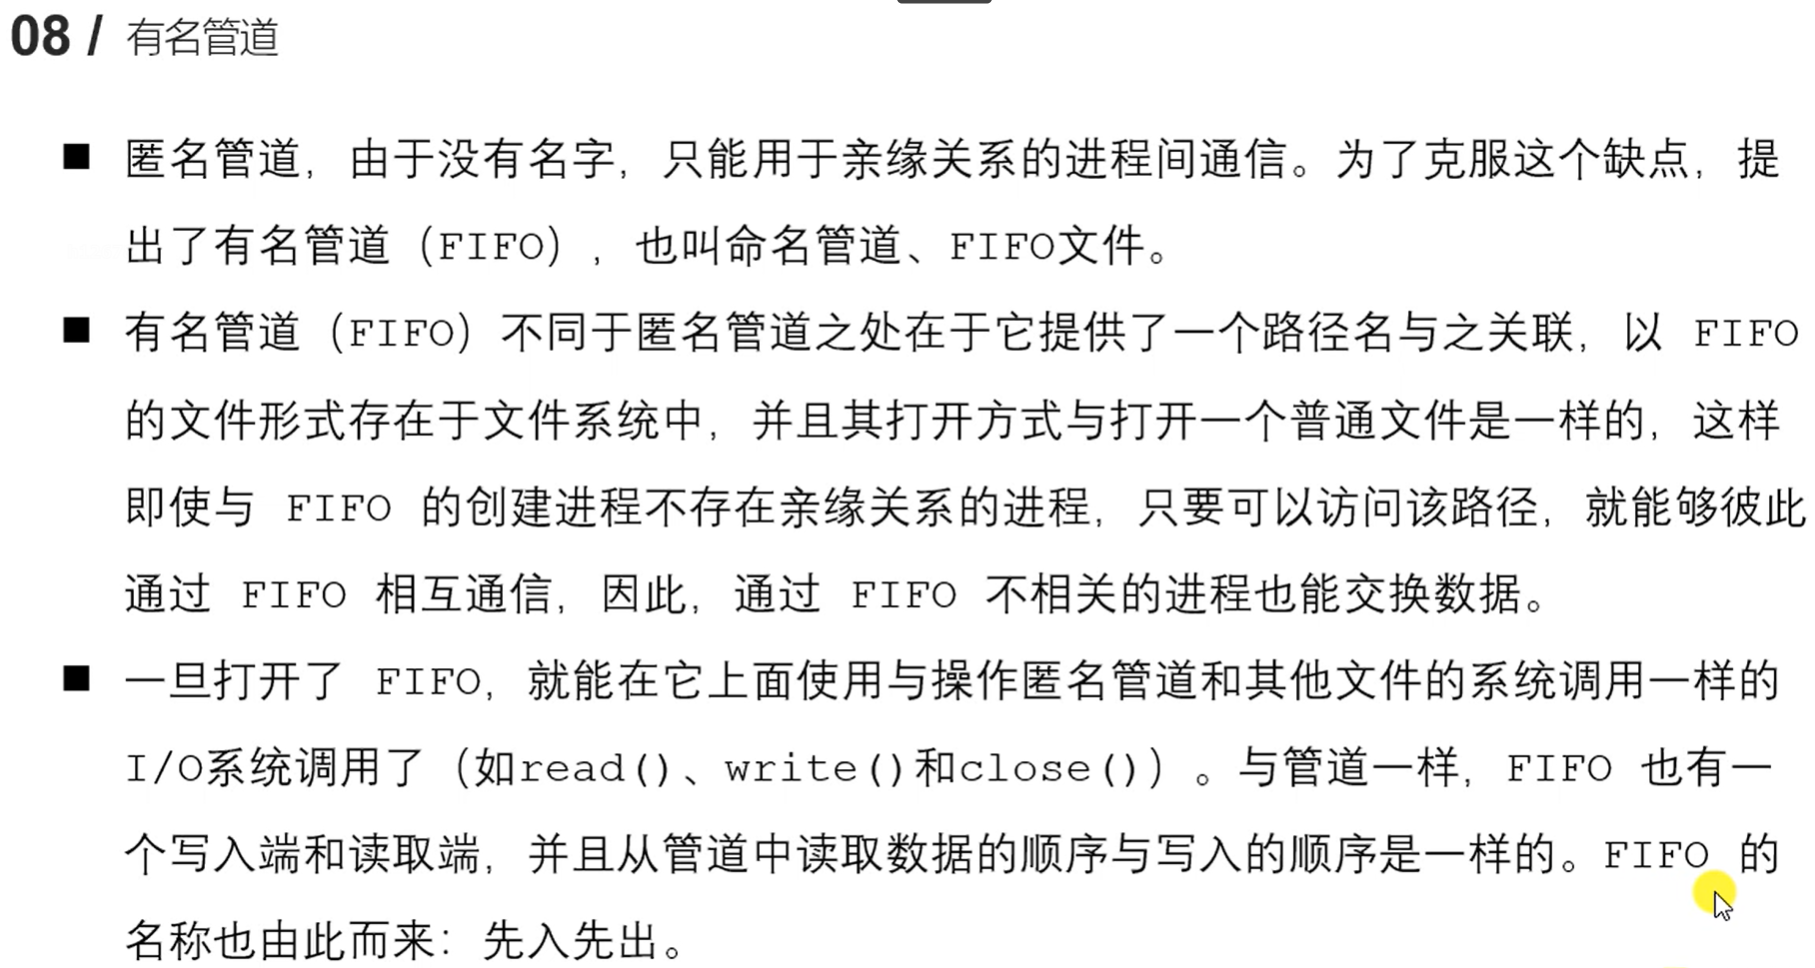 08 / 有名管道
■ 匿名管道，由于没有名字，只能用于亲缘关系的进程间通信。为了克服这个缺点，提
出了有名管道（FIFO），也叫命名管道、FIFO文件。
■ 有名管道（FIFO）不同于匿名管道之处在于它提供了一个路径名与之关联，以 FIFO
的文件形式存在于文件系统中，并且其打开方式与打开一个普通文件是一样的，这样
即使与 FIFO 的创建进程不存在亲缘关系的进程，只要可以访问该路径，就能够彼此
通过 FIFO 相互通信，因此，通过 FIFO 不相关的进程也能交换数据。
■ 一旦打开了 FIFO，就能在它上面使用与操作匿名管道和其他文件的系统调用一样的
I/O系统调用了（如read()、write()和close()）。与管道一样，FIFO 也有一
个写入端和读取端，并且从管道中读取数据的顺序与写入的顺序是一样的。FIFO 的
名称也由此而来：先入先出。